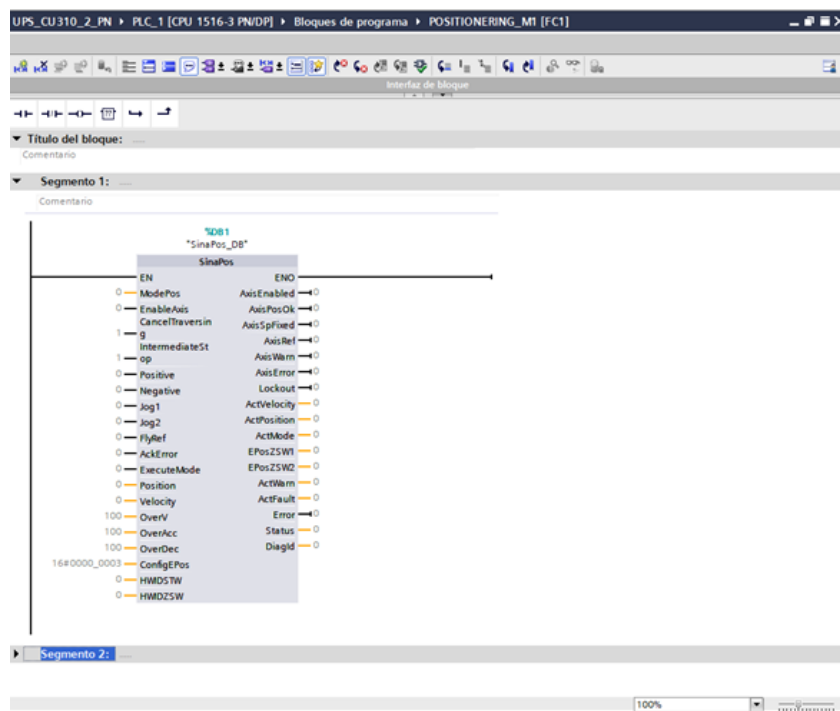 UPS_CU310_2_PN ▸ PLC_1 [CPU 1516-3 PN/DP] ▸ Bloques de programa ▸ POSITIONERING_M1 [FC1]
Interfaz de bloque
Título del bloque: ....
Comentario
Segmento 1: ....
Comentario
%DB1
"SinaPos_DB"
SinaPos
EN ENO
0 ModePos AxisEnabled 0
0 EnableAxis AxisPosOk 0
CancelTraversin AxisSpFixed 0
1 g AxisRef 0
IntermediateSt
1 op AxisWarn 0
0 Positive AxisError 0
0 Negative Lockout 0
0 Jog1 ActVelocity 0
0 Jog2 ActPosition 0
0 FlyRef ActMode 0
0 AckError EPosZSW1 0
0 ExecuteMode EPosZSW2 0
0 Position ActWarn 0
0 Velocity ActFault 0
100 OverV Error 0
100 OverAcc Status 0
100 OverDec DiagId 0
16#0000_0003 ConfigEPos
0 HWIDSTW
0 HWIDZSW
Segmento 2: ....
100%